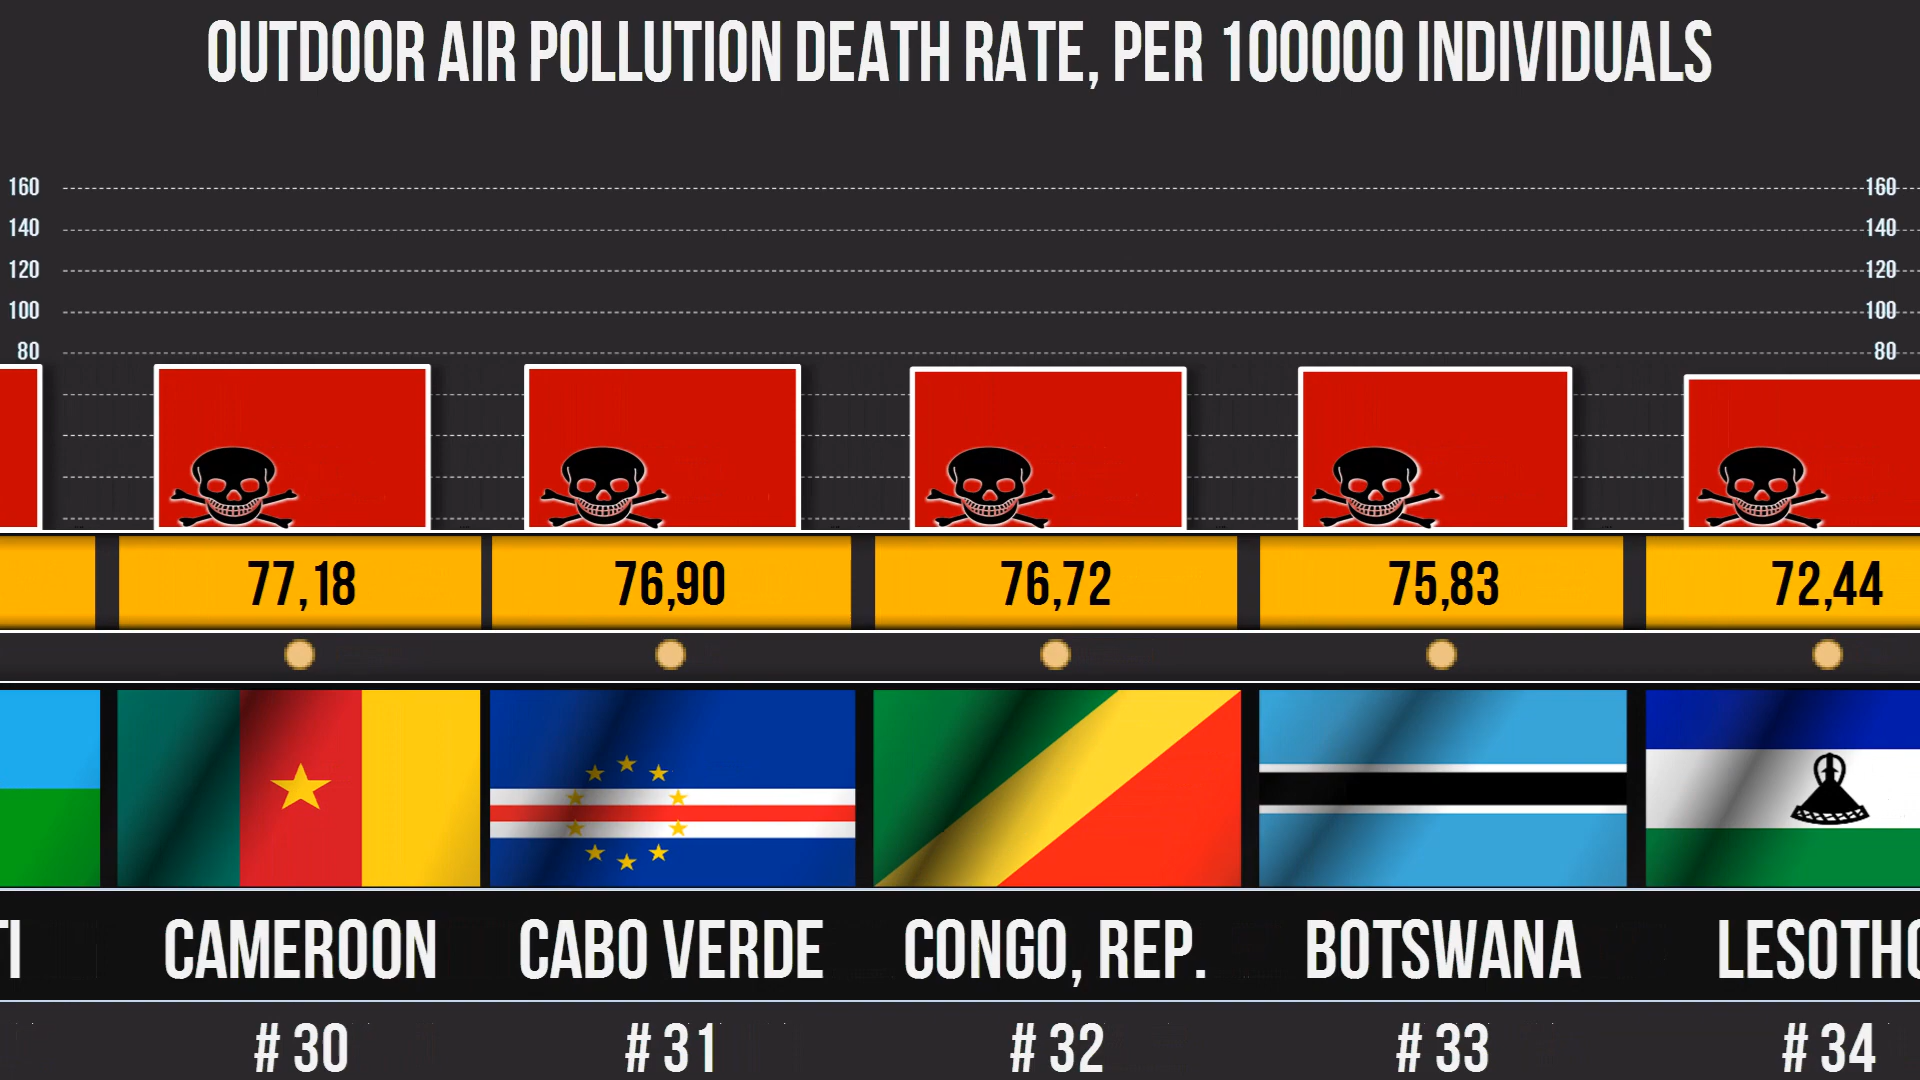 OUTDOOR AIR POLLUTION DEATH RATE, PER 100000 INDIVIDUALS
160 160
140 140
120 120
100 100
80 80
77,18 76,90 76,72 75,83 72,44
TI CAMEROON CABO VERDE CONGO, REP. BOTSWANA LESOTHO
# 30 # 31 # 32 # 33 # 34